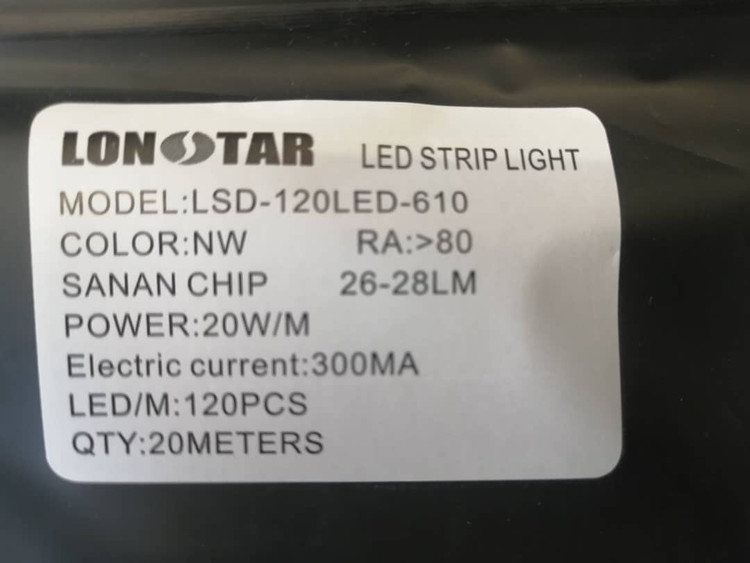 LONSTAR LED STRIP LIGHT
MODEL:LSD-120LED-610
COLOR:NW RA:>80
SANAN CHIP 26-28LM
POWER:20W/M
Electric current:300MA
LED/M:120PCS
QTY:20METERS